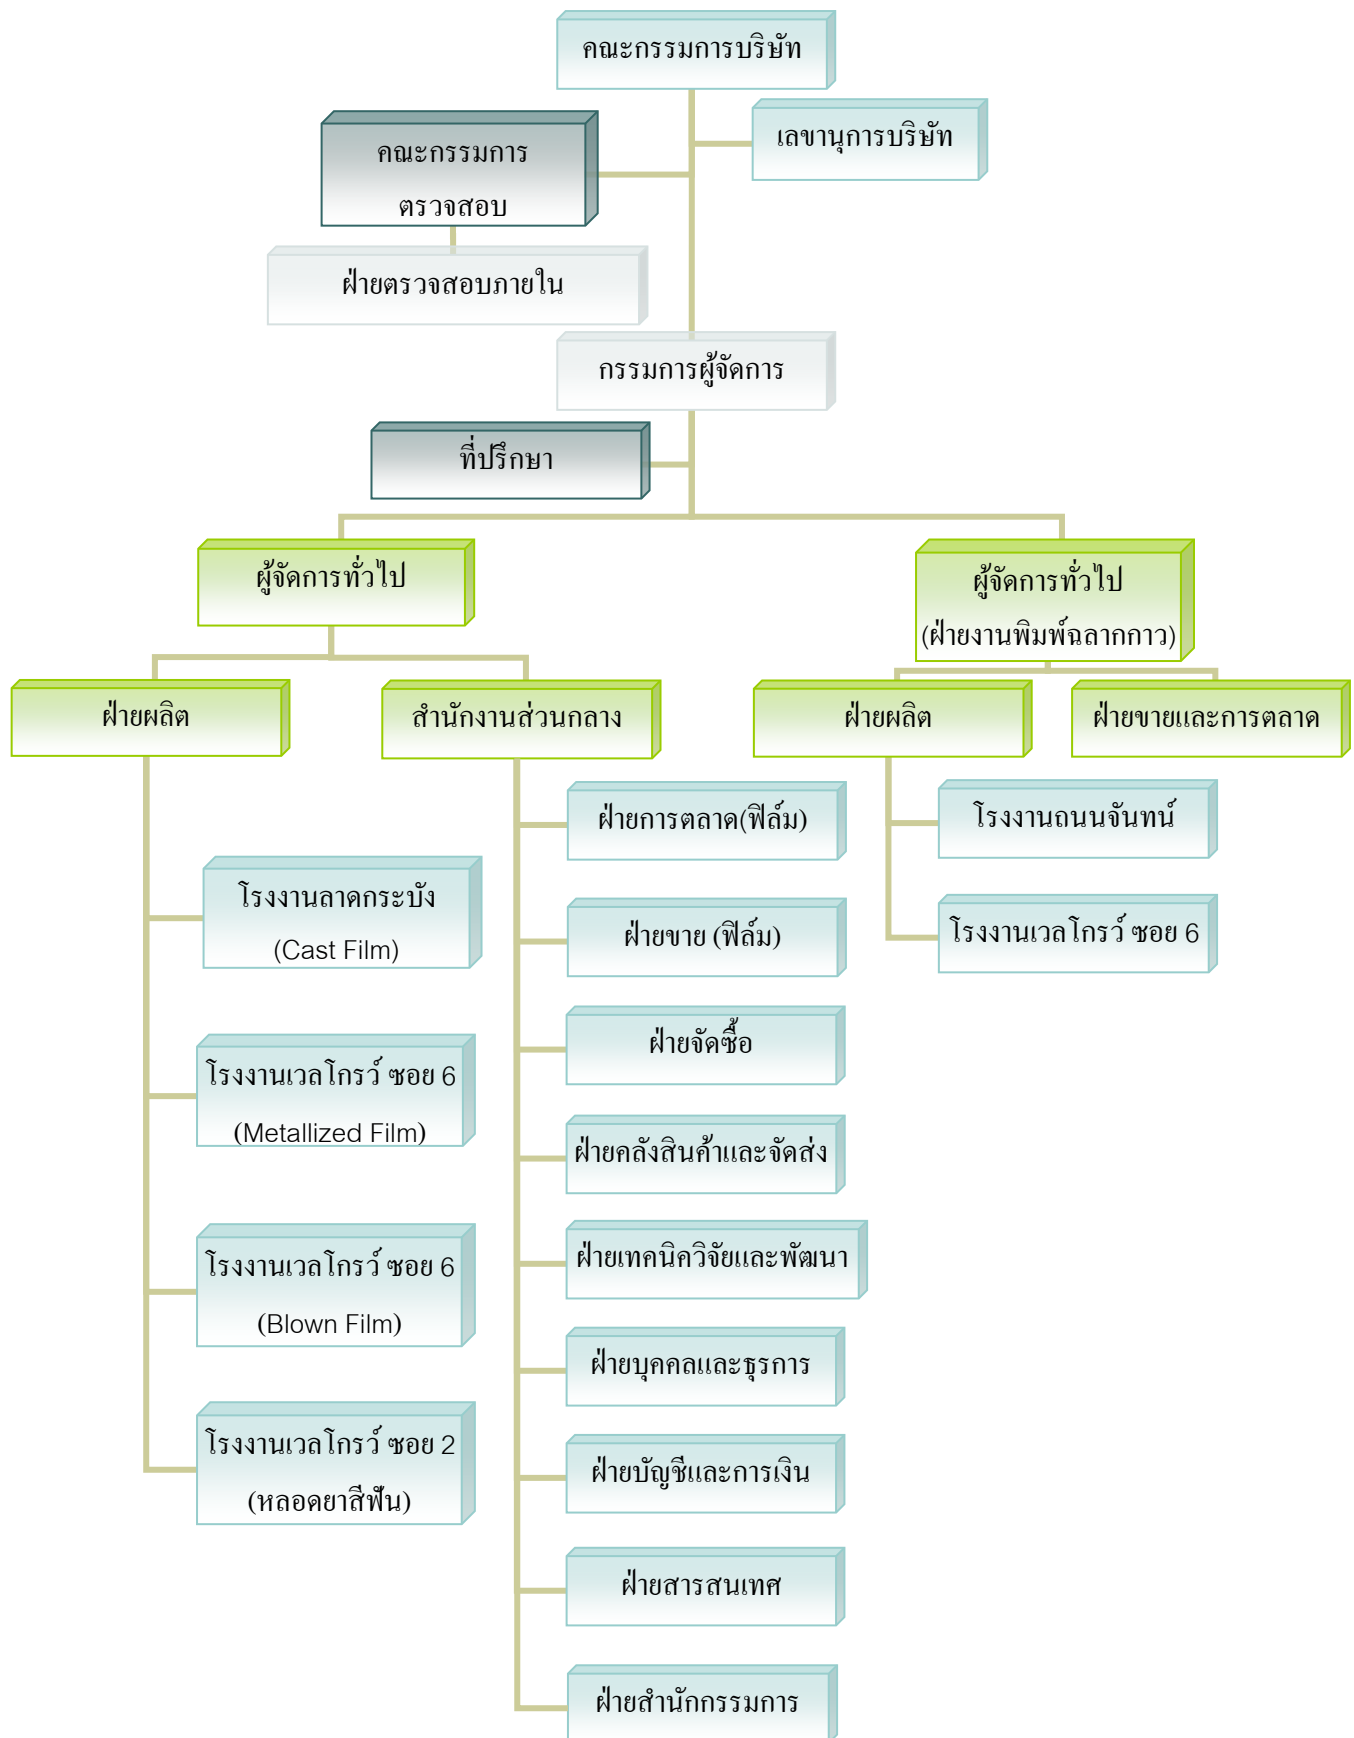 คณะกรรมการบริษัท
เลขานุการบริษัท
คณะกรรมการ
ตรวจสอบ
ฝ่ายตรวจสอบภายใน
กรรมการผู้จัดการ
ที่ปรึกษา
ผู้จัดการทั่วไป
ผู้จัดการทั่วไป
(ฝ่ายงานพิมพ์ฉลากกาว)
ฝ่ายผลิต
สำนักงานส่วนกลาง
ฝ่ายผลิต
ฝ่ายขายและการตลาด
โรงงานลาดกระบัง
(Cast Film)
โรงงานเวลโกรว์ ซอย 6
(Metallized Film)
โรงงานเวลโกรว์ ซอย 6
(Blown Film)
โรงงานเวลโกรว์ ซอย 2
(หลอดยาสีฟัน)
ฝ่ายการตลาด(ฟิล์ม)
ฝ่ายขาย (ฟิล์ม)
ฝ่ายจัดซื้อ
ฝ่ายคลังสินค้าและจัดส่ง
ฝ่ายเทคนิควิจัยและพัฒนา
ฝ่ายบุคคลและธุรการ
ฝ่ายบัญชีและการเงิน
ฝ่ายสารสนเทศ
ฝ่ายสำนักกรรมการ
โรงงานถนนจันทน์
โรงงานเวลโกรว์ ซอย 6